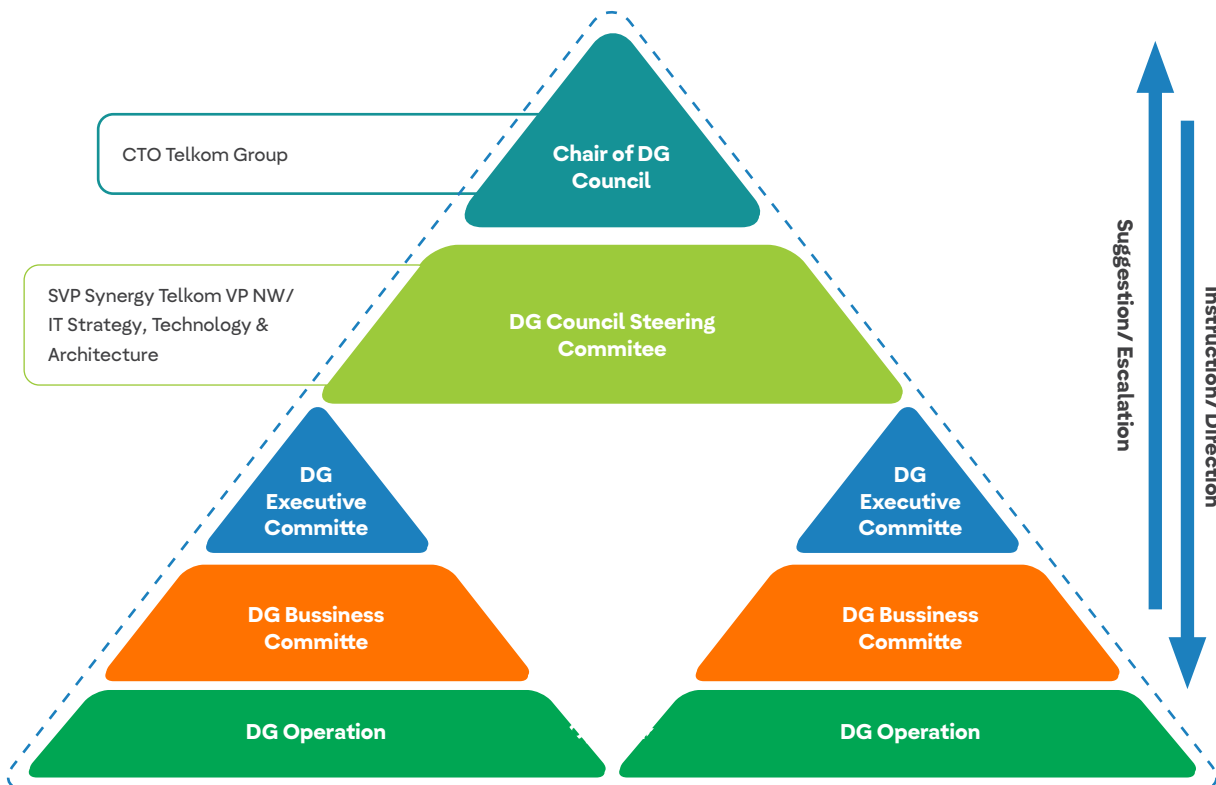 CTO Telkom Group
Chair of DG
Council
SVP Synergy Telkom VP NW/
IT Strategy, Technology &
Architecture
DG Council Steering
Commitee
Suggestion/ Escalation
Instruction/ Direction
DG
Executive
Committe
DG
Executive
Committe
DG Bussiness
Committe
DG Bussiness
Committe
DG Operation
DG Operation